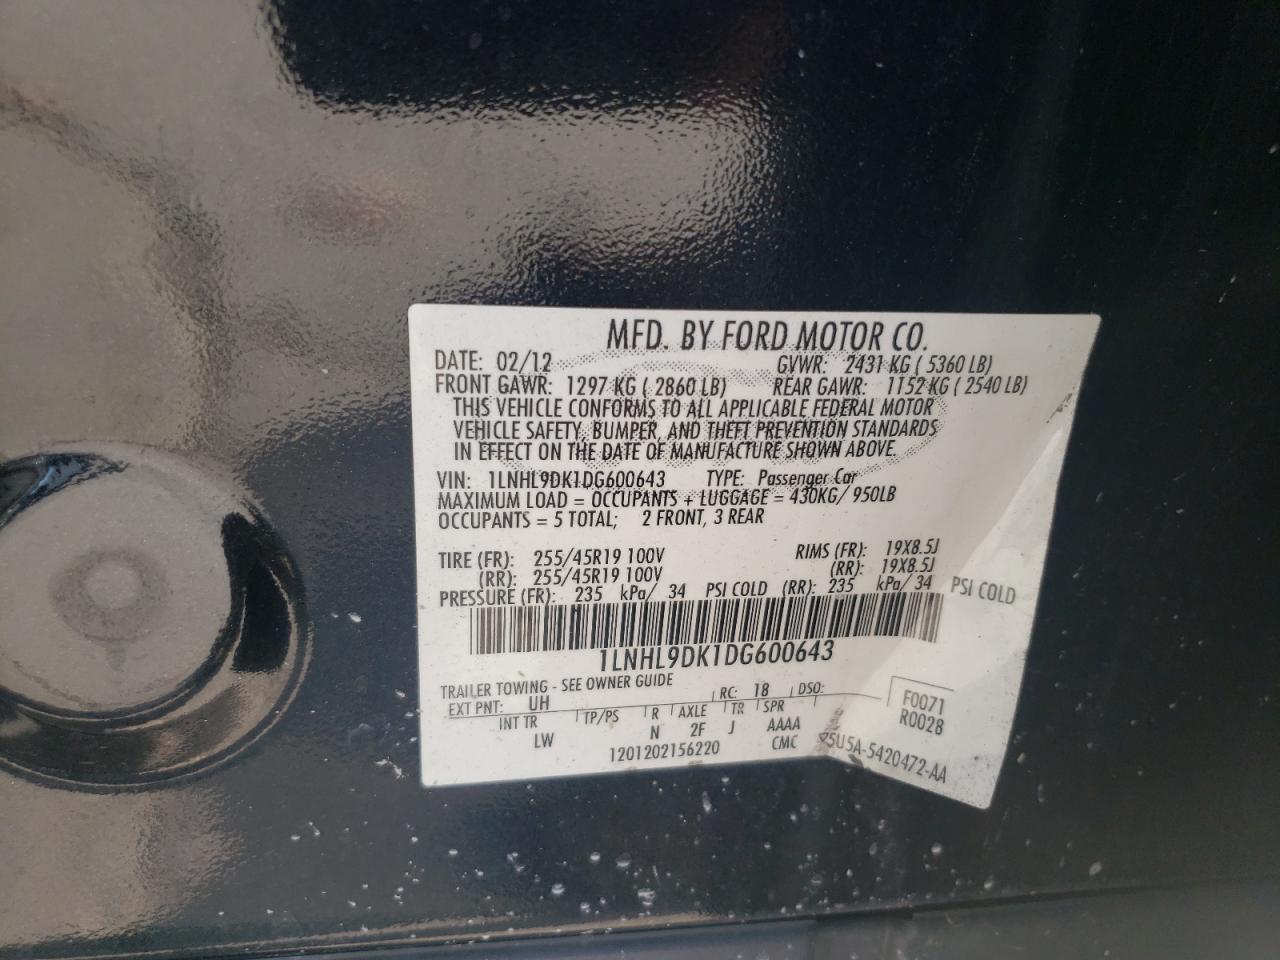 MFD. BY FORD MOTOR CO.
DATE: 02/12 GVWR: 2431 KG ( 5360 LB)
FRONT GAWR: 1297 KG ( 2860 LB) REAR GAWR: 1152 KG ( 2540 LB)
THIS VEHICLE CONFORMS TO ALL APPLICABLE FEDERAL MOTOR
VEHICLE SAFETY, BUMPER, AND THEFT PREVENTION STANDARDS
IN EFFECT ON THE DATE OF MANUFACTURE SHOWN ABOVE.
VIN: 1LNHL9DK1DG600643 TYPE: Passenger Car
MAXIMUM LOAD = OCCUPANTS + LUGGAGE = 430KG/ 950LB
OCCUPANTS = 5 TOTAL; 2 FRONT, 3 REAR
TIRE (FR): 255/45R19 100V RIMS (FR): 19X8.5J
(RR): 255/45R19 100V (RR): 19X8.5J
PRESSURE (FR): 235 kPa/ 34 PSI COLD (RR): 235 kPa/ 34 PSI COLD
1LNHL9DK1DG600643
TRAILER TOWING - SEE OWNER GUIDE
EXT PNT: UH RC: 18 DSO: F0071
INT TR TP/PS R AXLE TR SPR R0028
LW N 2F J AAAA
1201202156220 CMC 5U5A-5420472-AA